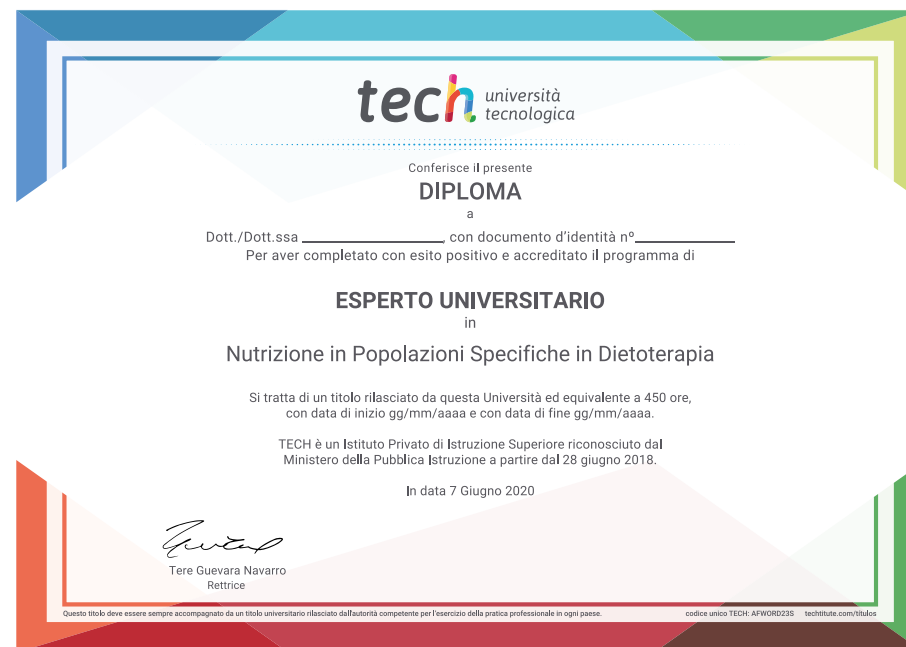 tech università
tecnologica
Conferisce il presente
DIPLOMA
a
Dott./Dott.ssa ____________________, con documento d'identità nº______________
Per aver completato con esito positivo e accreditato il programma di
ESPERTO UNIVERSITARIO
in
Nutrizione in Popolazioni Specifiche in Dietoterapia
Si tratta di un titolo rilasciato da questa Università ed equivalente a 450 ore,
con data di inizio gg/mm/aaaa e con data di fine gg/mm/aaaa.
TECH è un Istituto Privato di Istruzione Superiore riconosciuto dal
Ministero della Pubblica Istruzione a partire dal 28 giugno 2018.
In data 7 Giugno 2020
Tere Guevara Navarro
Rettrice
Questo titolo deve essere sempre accompagnato da un titolo universitario rilasciato dall'autorità competente per l'esercizio della pratica professionale in ogni paese. codice unico TECH: AFWORD23S techtitute.com/titulos